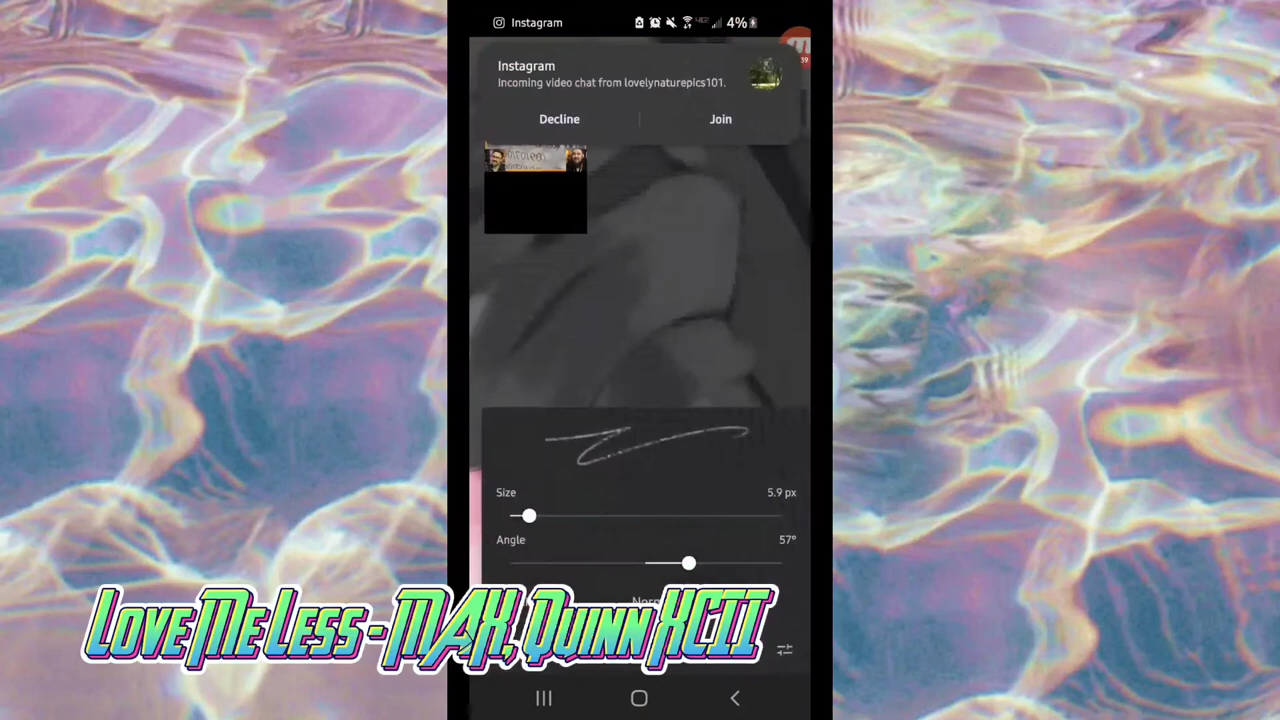 Instagram
4%
Instagram
Incoming video chat from lovelynaturepics101.
39
Decline
Join
Size
5.9 px
Angle
57°
Love Me Less - MAX, Quinn XCII